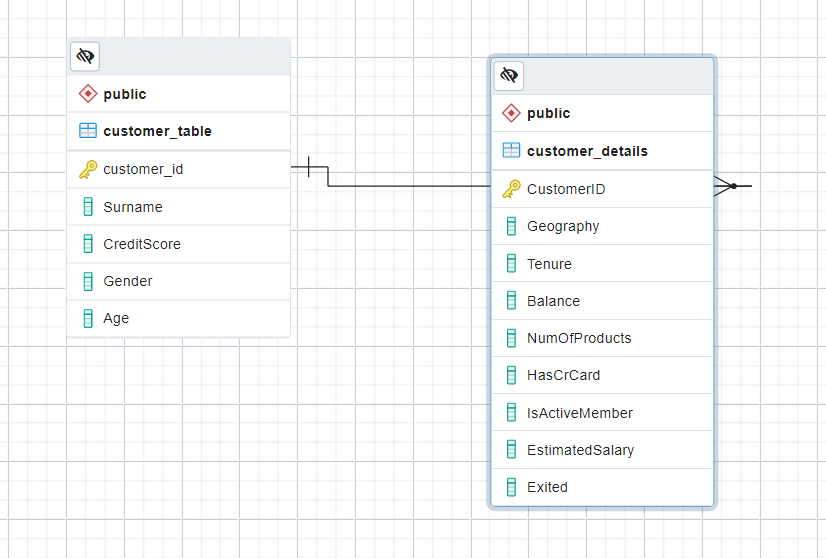 public
customer_table
customer_id
Surname
CreditScore
Gender
Age
public
customer_details
CustomerID
Geography
Tenure
Balance
NumOfProducts
HasCrCard
IsActiveMember
EstimatedSalary
Exited